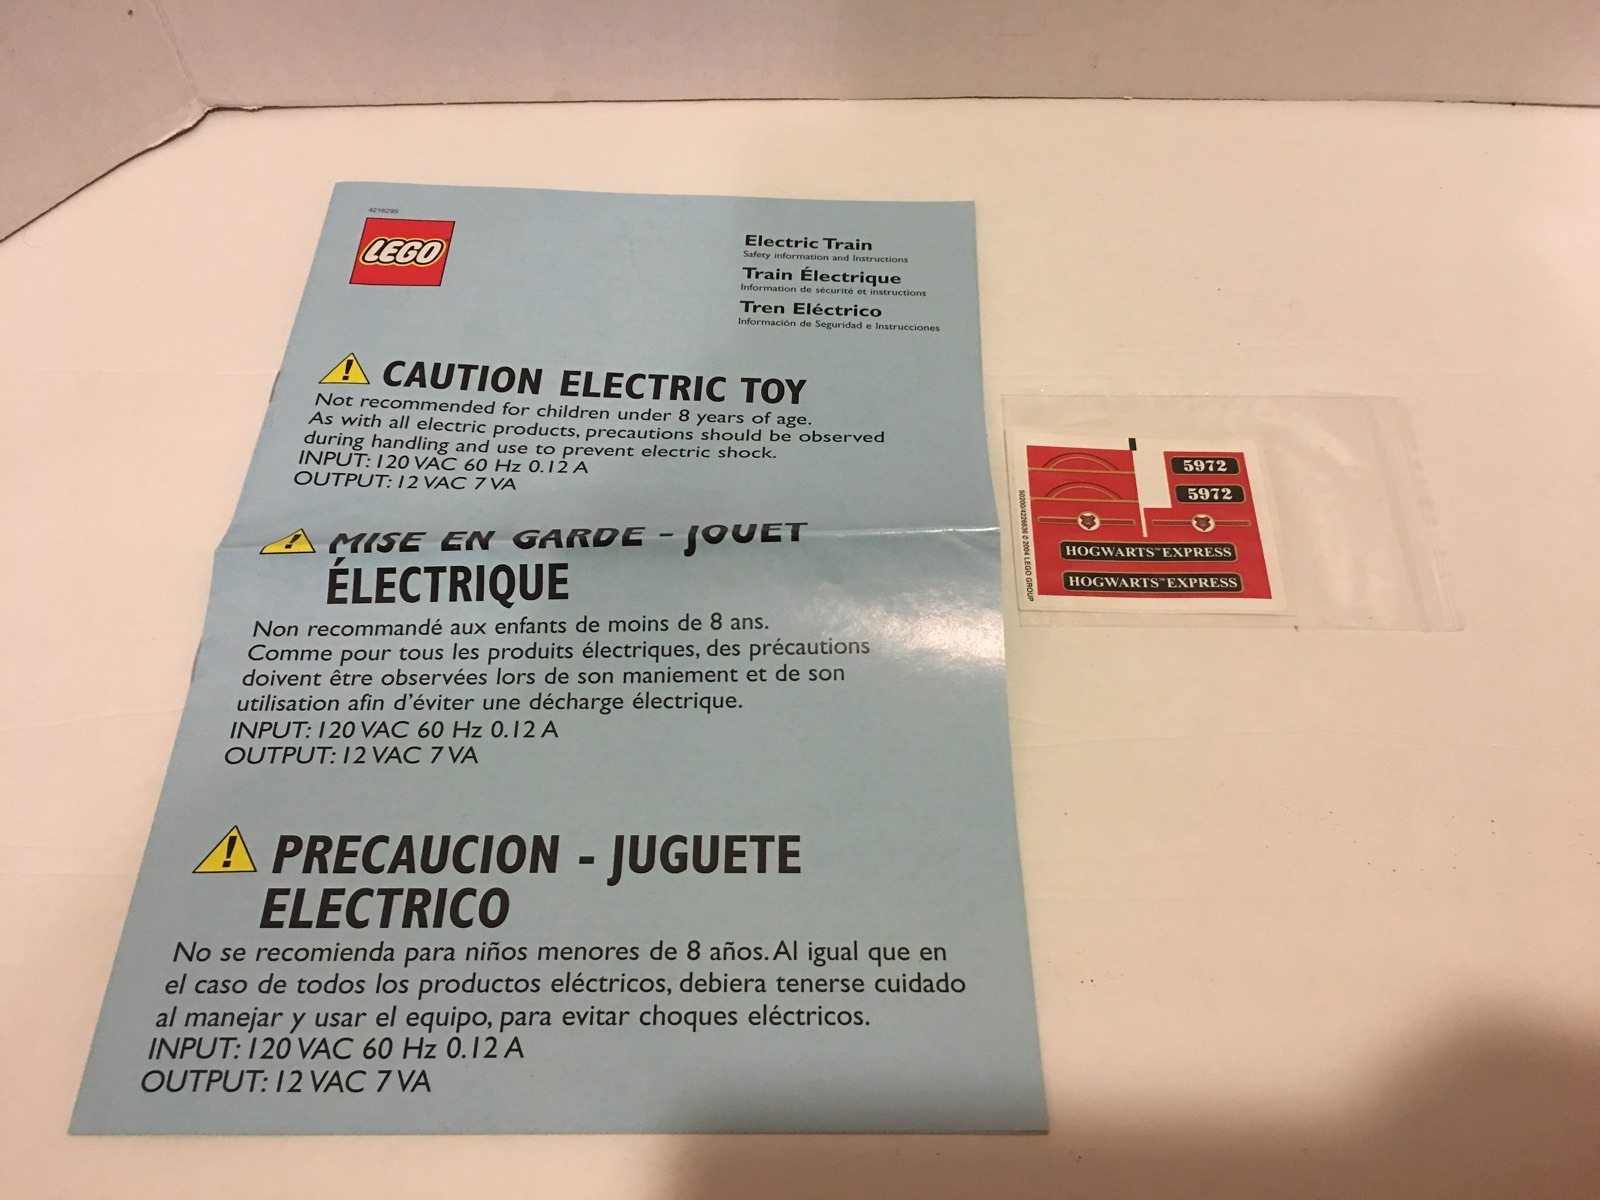 4216295
LEGO
Electric Train
Safety information and Instructions
Train Électrique
Information de sécurité et instructions
Tren Eléctrico
Información de Seguridad e Instrucciones
CAUTION ELECTRIC TOY
Not recommended for children under 8 years of age.
As with all electric products, precautions should be observed
during handling and use to prevent electric shock.
INPUT: 120 VAC 60 Hz 0.12 A
OUTPUT: 12 VAC 7 VA
MISE EN GARDE - JOUET
ÉLECTRIQUE
Non recommandé aux enfants de moins de 8 ans.
Comme pour tous les produits électriques, des précautions
doivent être observées lors de son maniement et de son
utilisation afin d'éviter une décharge électrique.
INPUT: 120 VAC 60 Hz 0.12 A
OUTPUT: 12 VAC 7 VA
PRECAUCION - JUGUETE
ELECTRICO
No se recomienda para niños menores de 8 años. Al igual que en
el caso de todos los productos eléctricos, debiera tenerse cuidado
al manejar y usar el equipo, para evitar choques eléctricos.
INPUT: 120 VAC 60 Hz 0.12 A
OUTPUT: 12 VAC 7 VA
5972
5972
HOGWARTS™ EXPRESS
HOGWARTS™ EXPRESS
50200/4226636 © 2004 LEGO GROUP